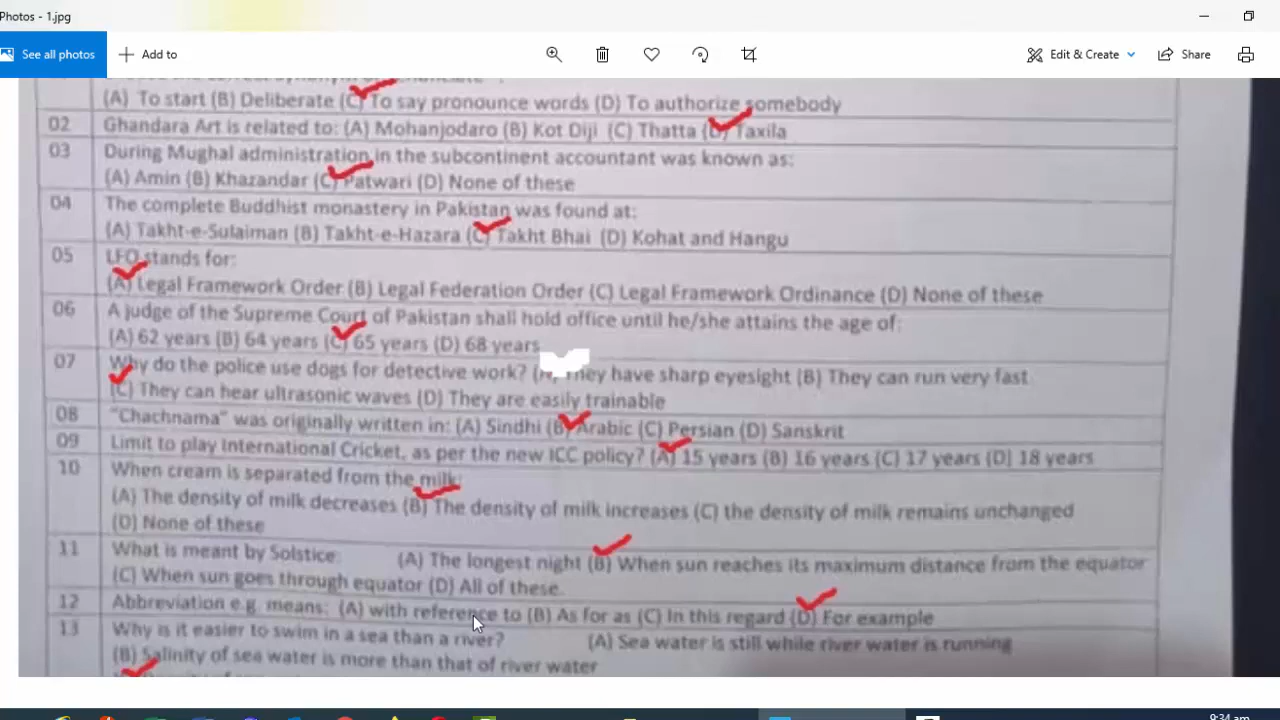 Photos - 1.jpg
See all photos
Add to
Edit & Create
Share
(A) To start (B) Deliberate (C) To say pronounce words (D) To authorize somebody
02 Ghandara Art is related to: (A) Mohanjodaro (B) Kot Diji (C) Thatta (D) Taxila
03 During Mughal administration in the subcontinent accountant was known as:
(A) Amin (B) Khazandar (C) Patwari (D) None of these
04 The complete Buddhist monastery in Pakistan was found at:
(A) Takht-e-Sulaiman (B) Takht-e-Hazara (C) Takht Bhai (D) Kohat and Hangu
05 LFO stands for:
(A) Legal Framework Order (B) Legal Federation Order (C) Legal Framework Ordinance (D) None of these
06 A judge of the Supreme Court of Pakistan shall hold office until he/she attains the age of:
(A) 62 years (B) 64 years (C) 65 years (D) 68 years
07 Why do the police use dogs for detective work? (A) They have sharp eyesight (B) They can run very fast
(C) They can hear ultrasonic waves (D) They are easily trainable
08 "Chachnama" was originally written in: (A) Sindhi (B) Arabic (C) Persian (D) Sanskrit
09 Limit to play International Cricket, as per the new ICC policy? (A) 15 years (B) 16 years (C) 17 years (D) 18 years
10 When cream is separated from the milk:
(A) The density of milk decreases (B) The density of milk increases (C) the density of milk remains unchanged
(D) None of these
11 What is meant by Solstice: (A) The longest night (B) When sun reaches its maximum distance from the equator
(C) When sun goes through equator (D) All of these.
12 Abbreviation e.g. means: (A) with reference to (B) As for as (C) In this regard (D) For example
13 Why is it easier to swim in a sea than a river? (A) Sea water is still while river water is running
(B) Salinity of sea water is more than that of river water
9:34 am